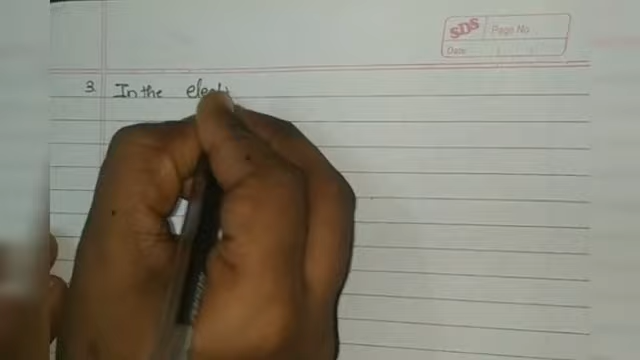 SDS
Page No
Date:
3. In the